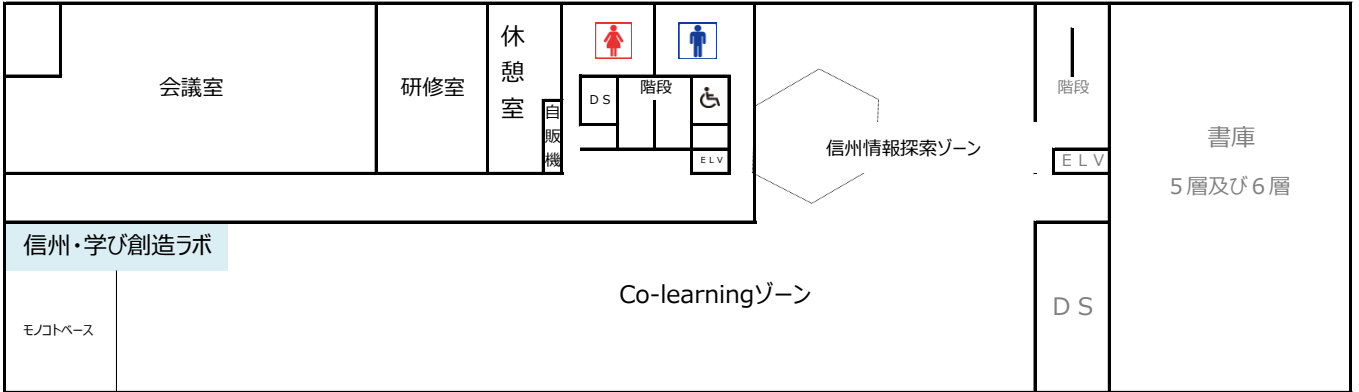 会議室
研修室
休憩室
自販機
ＤＳ
階段
ＥＬＶ
信州情報探索ゾーン
階段
ＥＬＶ
書庫
５層及び６層
信州・学び創造ラボ
モノコトベース
Co-learningゾーン
ＤＳ